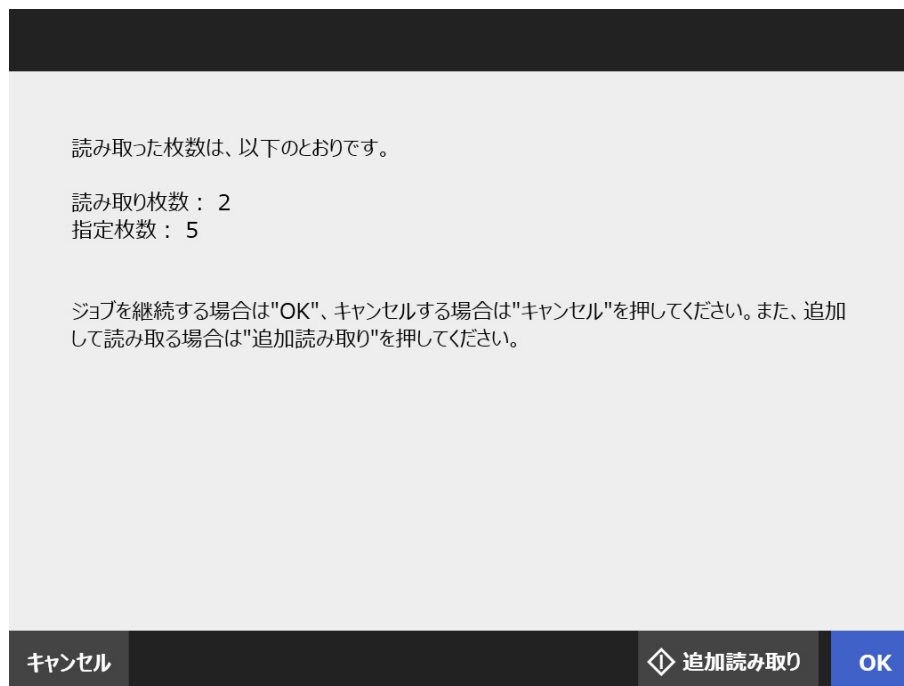 読み取った枚数は、以下のとおりです。
読み取り枚数： 2
指定枚数： 5
ジョブを継続する場合は"OK"、キャンセルする場合は"キャンセル"を押してください。また、追加
して読み取る場合は"追加読み取り"を押してください。
キャンセル
追加読み取り
OK